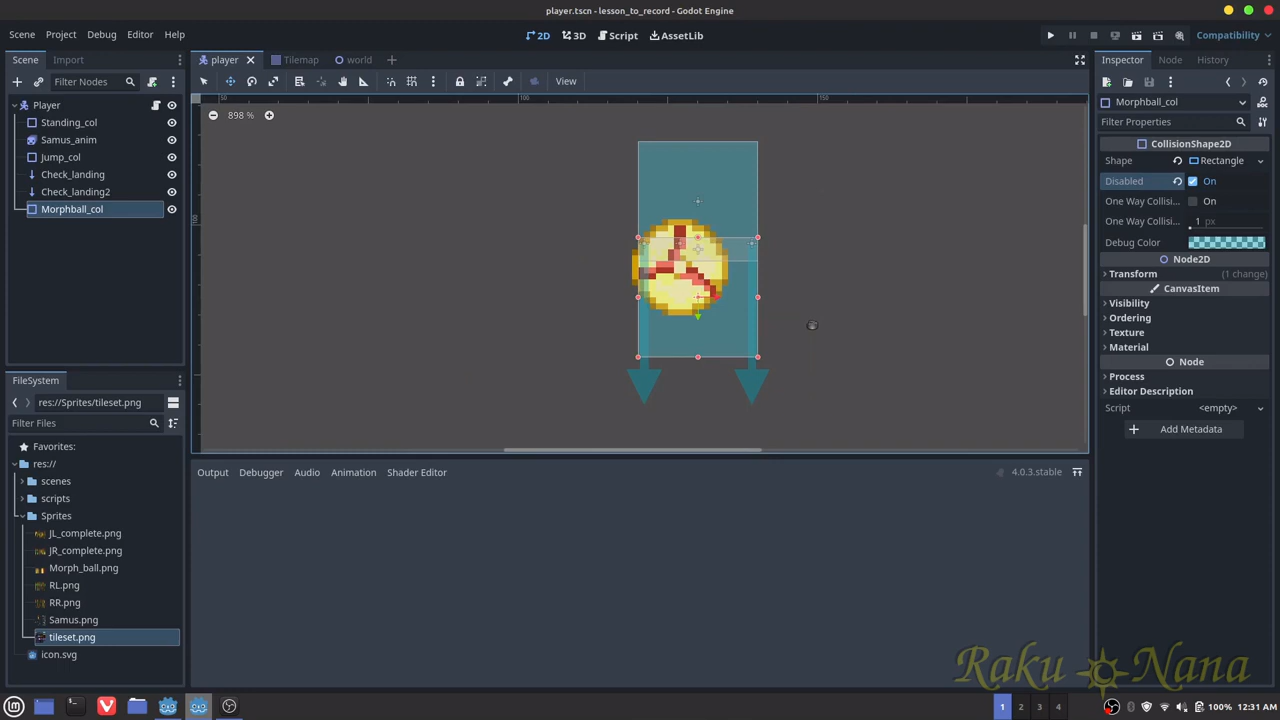 player.tscn - lesson_to_record - Godot Engine
Scene Project Debug Editor Help
2D 3D Script AssetLib
Compatibility
Scene Import
player Tilemap world
Inspector Node History
Filter Nodes
View
Morphball_col
Filter Properties
898 %
50 100 150
100
Player
Standing_col
Samus_anim
Jump_col
Check_landing
Check_landing2
Morphball_col
CollisionShape2D
Shape Rectangle
Disabled On
One Way Collisi... On
One Way Collisi... 1 px
Debug Color
Node2D
Transform (1 change)
CanvasItem
Visibility
Ordering
Texture
Material
Node
Process
Editor Description
Script <empty>
Add Metadata
FileSystem
res://Sprites/tileset.png
Filter Files
Favorites:
res://
scenes
scripts
Sprites
JL_complete.png
JR_complete.png
Morph_ball.png
RL.png
RR.png
Samus.png
tileset.png
icon.svg
Output Debugger Audio Animation Shader Editor
4.0.3.stable
Raku Nana
1 2 3 4
100% 12:31 AM